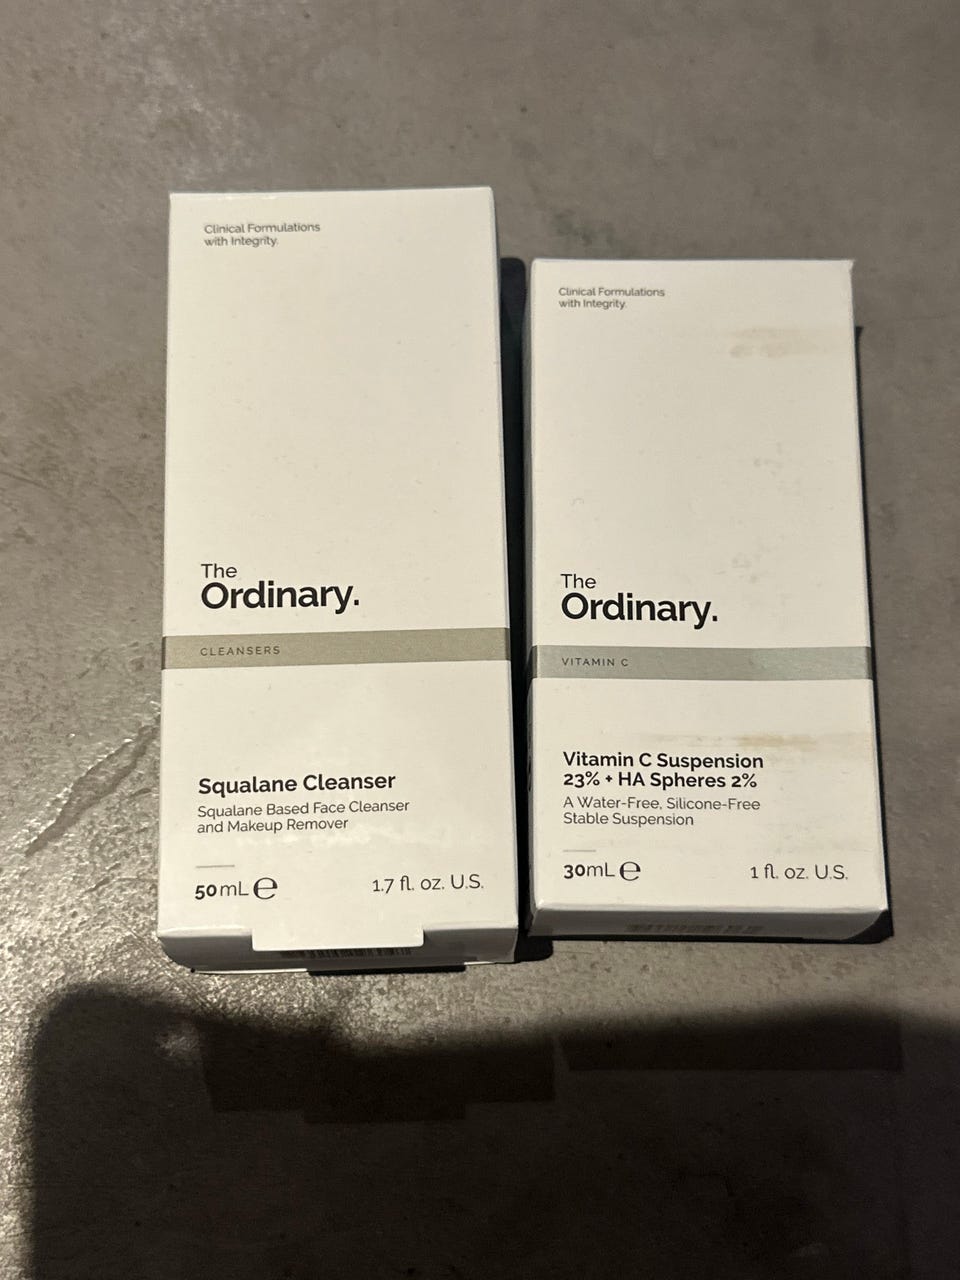 Clinical Formulations
with Integrity.
The
Ordinary.
CLEANSERS
Squalane Cleanser
Squalane Based Face Cleanser
and Makeup Remover
50 mL ℮
1.7 fl. oz. U.S.
Clinical Formulations
with Integrity.
The
Ordinary.
VITAMIN C
Vitamin C Suspension
23% + HA Spheres 2%
A Water-Free, Silicone-Free
Stable Suspension
30mL ℮
1 fl. oz. U.S.